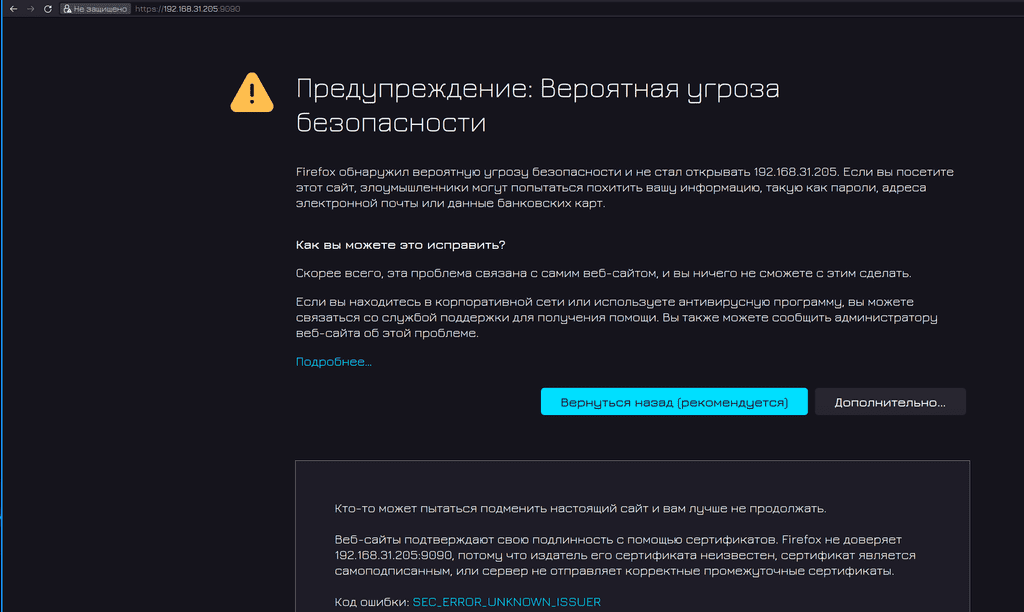 Не защищено https://192.168.31.205:9090
Предупреждение: Вероятная угроза
безопасности
Firefox обнаружил вероятную угрозу безопасности и не стал открывать 192.168.31.205. Если вы посетите
этот сайт, злоумышленники могут попытаться похитить вашу информацию, такую как пароли, адреса
электронной почты или данные банковских карт.
Как вы можете это исправить?
Скорее всего, эта проблема связана с самим веб-сайтом, и вы ничего не сможете с этим сделать.
Если вы находитесь в корпоративной сети или используете антивирусную программу, вы можете
связаться со службой поддержки для получения помощи. Вы также можете сообщить администратору
веб-сайта об этой проблеме.
Подробнее...
Вернуться назад (рекомендуется) Дополнительно...
Кто-то может пытаться подменить настоящий сайт и вам лучше не продолжать.
Веб-сайты подтверждают свою подлинность с помощью сертификатов. Firefox не доверяет
192.168.31.205:9090, потому что издатель его сертификата неизвестен, сертификат является
самоподписанным, или сервер не отправляет корректные промежуточные сертификаты.
Код ошибки: SEC_ERROR_UNKNOWN_ISSUER